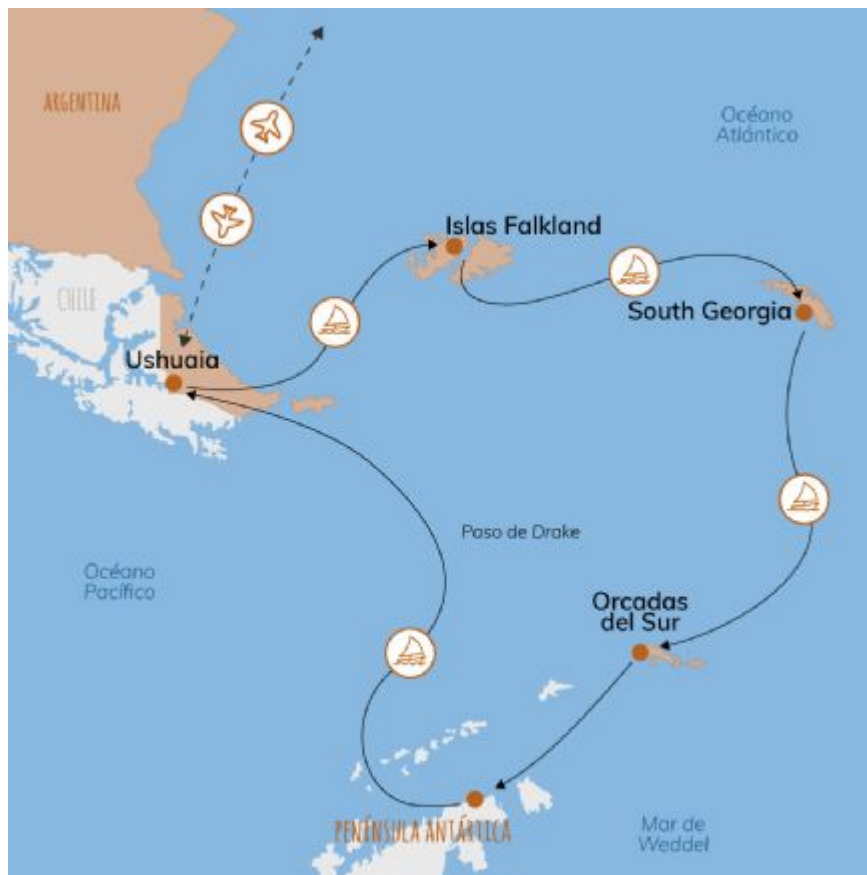 ARGENTINA
Océano
Atlántico
Islas Falkland
CHILE
South Georgia
Ushuaia
Paso de Drake
Océano
Pacífico
Orcadas
del Sur
PENÍNSULA ANTÁRTICA
Mar de
Weddel